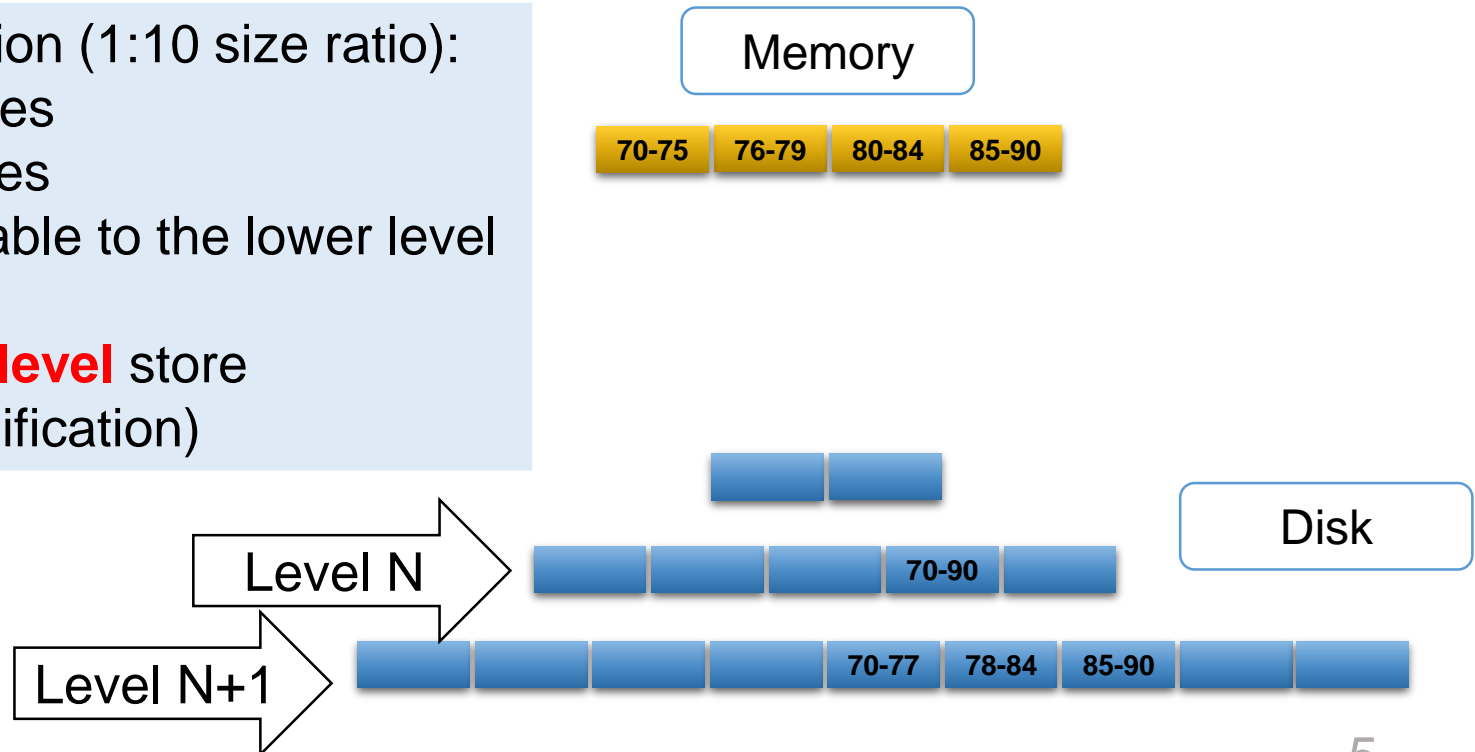 ion (1:10 size ratio):
es
es
able to the lower level
level store
ification)
Memory
70-75 76-79 80-84 85-90
Disk
Level N
70-90
Level N+1
70-77 78-84 85-90